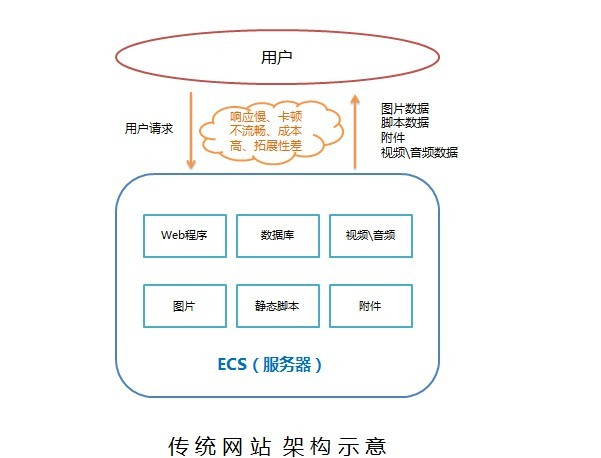 用户
用户请求
响应慢、卡顿
不流畅、成本
高、拓展性差
图片数据
脚本数据
附件
视频\音频数据
Web程序
数据库
视频\音频
图片
静态脚本
附件
ECS（服务器）
传统网站 架构示意